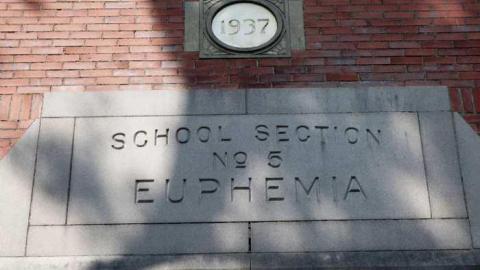 1937
SCHOOL SECTION
No 5
EUPHEMIA